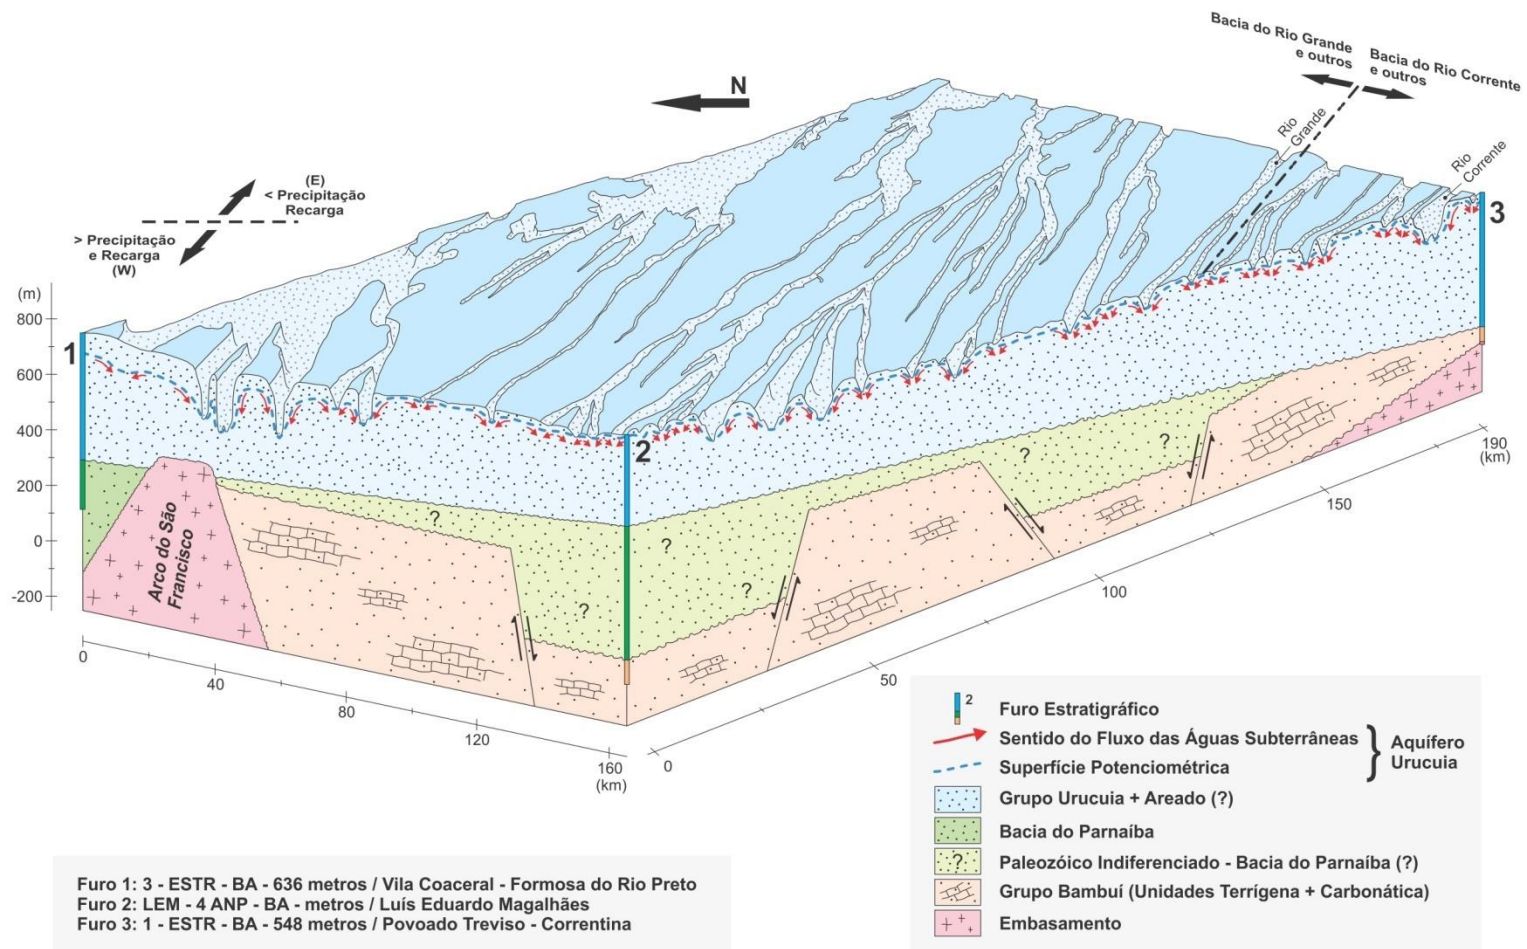 Bacia do Rio Grande
e outros
Bacia do Rio Corrente
e outros
N
Rio
Grande
Rio
Corrente
(E)
< Precipitação
Recarga
> Precipitação
e Recarga
(W)
(m)
800
600
400
200
0
-200
1
2
3
Arco do São
Francisco
?
?
?
?
?
?
0
40
80
120
160
(km)
0
50
100
150
190
(km)
2
Furo Estratigráfico
Sentido do Fluxo das Águas Subterrâneas
Superfície Potenciométrica
Aquífero
Urucuia
Grupo Urucuia + Areado (?)
Bacia do Parnaíba
?
Paleozóico Indiferenciado - Bacia do Parnaíba (?)
Grupo Bambuí (Unidades Terrígena + Carbonática)
Embasamento
Furo 1: 3 - ESTR - BA - 636 metros / Vila Coaceral - Formosa do Rio Preto
Furo 2: LEM - 4 ANP - BA - metros / Luís Eduardo Magalhães
Furo 3: 1 - ESTR - BA - 548 metros / Povoado Treviso - Correntina